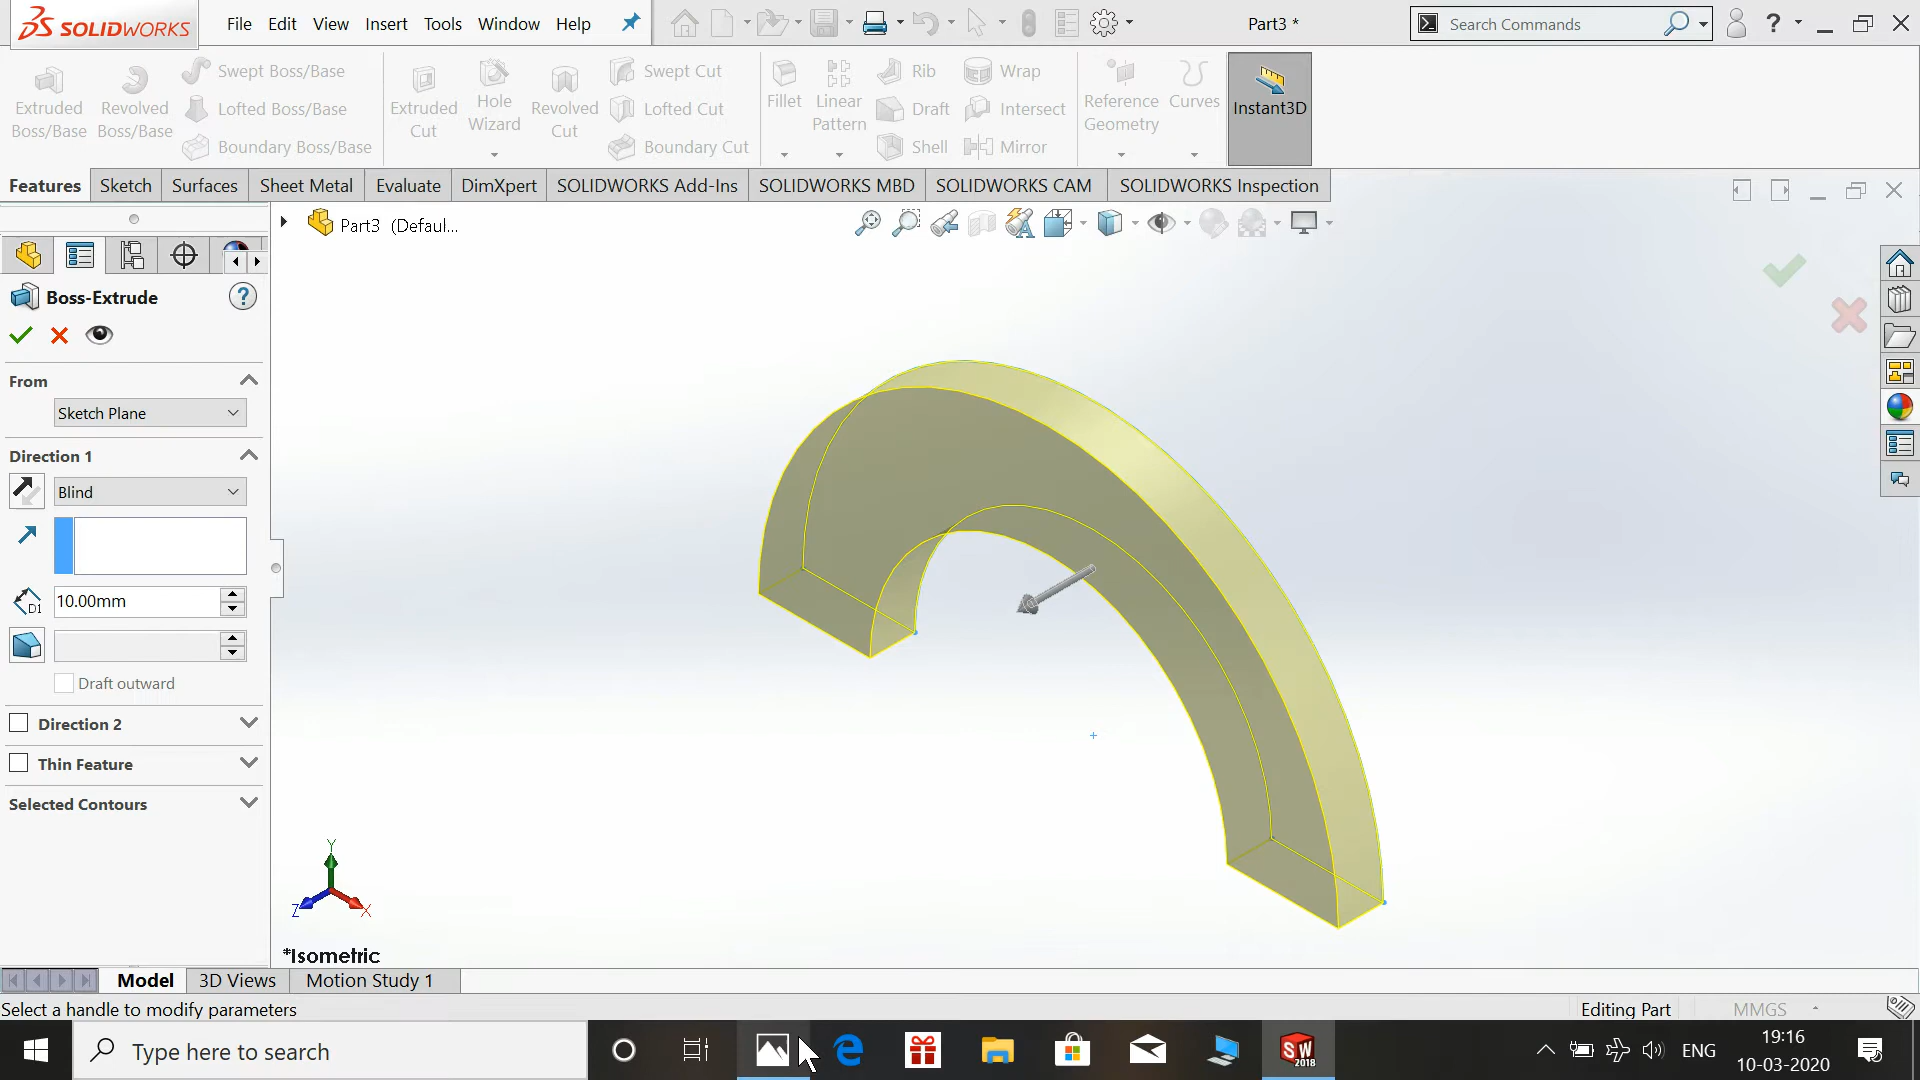 SOLIDWORKS File Edit View Insert Tools Window Help Part3 * Search Commands ?
Extruded Boss/Base
Revolved Boss/Base
Swept Boss/Base
Lofted Boss/Base
Boundary Boss/Base
Extruded Cut
Hole Wizard
Revolved Cut
Swept Cut
Lofted Cut
Boundary Cut
Fillet
Linear Pattern
Rib
Draft
Shell
Wrap
Intersect
Mirror
Reference Geometry
Curves
Instant3D
Features Sketch Surfaces Sheet Metal Evaluate DimXpert SOLIDWORKS Add-Ins SOLIDWORKS MBD SOLIDWORKS CAM SOLIDWORKS Inspection
Part3 (Defaul...
Boss-Extrude ?
From
Sketch Plane
Direction 1
Blind
D1 10.00mm
Draft outward
Direction 2
Thin Feature
Selected Contours
Y
Z X
*Isometric
Model 3D Views Motion Study 1
Select a handle to modify parameters Editing Part MMGS
Type here to search SW 2018 ENG 19:16
10-03-2020